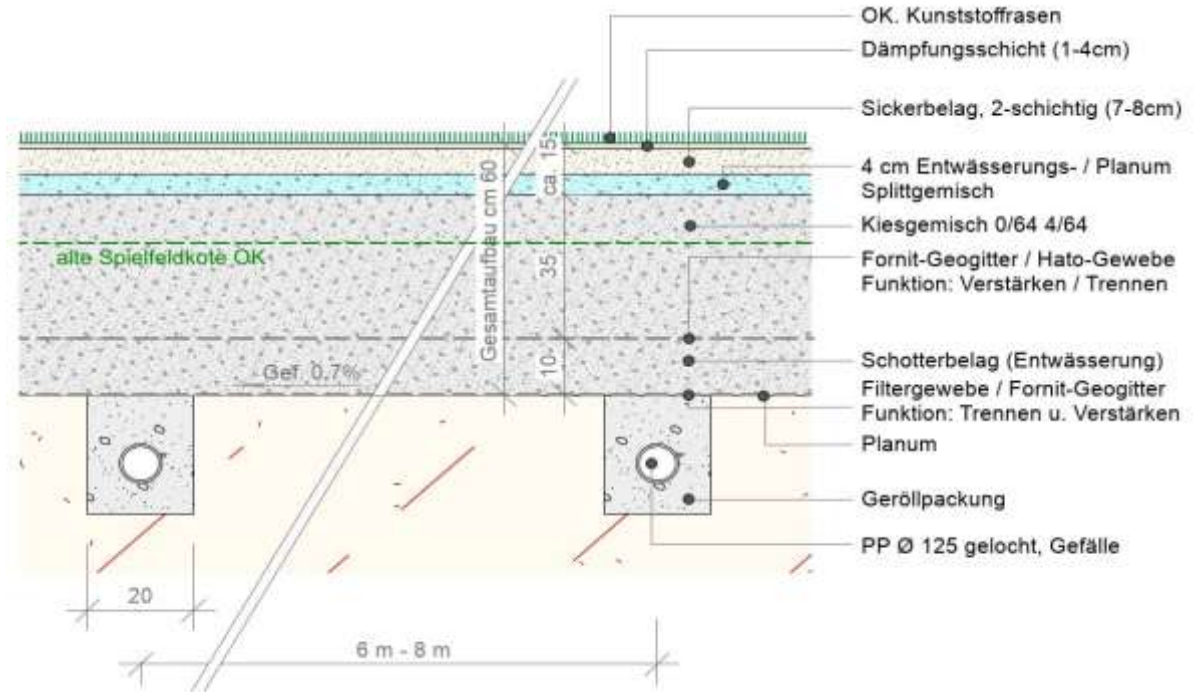 OK. Kunststoffrasen
Dämpfungsschicht (1-4cm)
Sickerbelag, 2-schichtig (7-8cm)
4 cm Entwässerungs- / Planum
Splittgemisch
Kiesgemisch 0/64 4/64
Fornit-Geogitter / Hato-Gewebe
Funktion: Verstärken / Trennen
Schotterbelag (Entwässerung)
Filtergewebe / Fornit-Geogitter
Funktion: Trennen u. Verstärken
Planum
Geröllpackung
PP Ø 125 gelocht, Gefälle
alte Spielfeldkote OK
Gesamtaufbau cm 60
ca. 15
2
35
10
Gef. 0.7%
20
6 m - 8 m